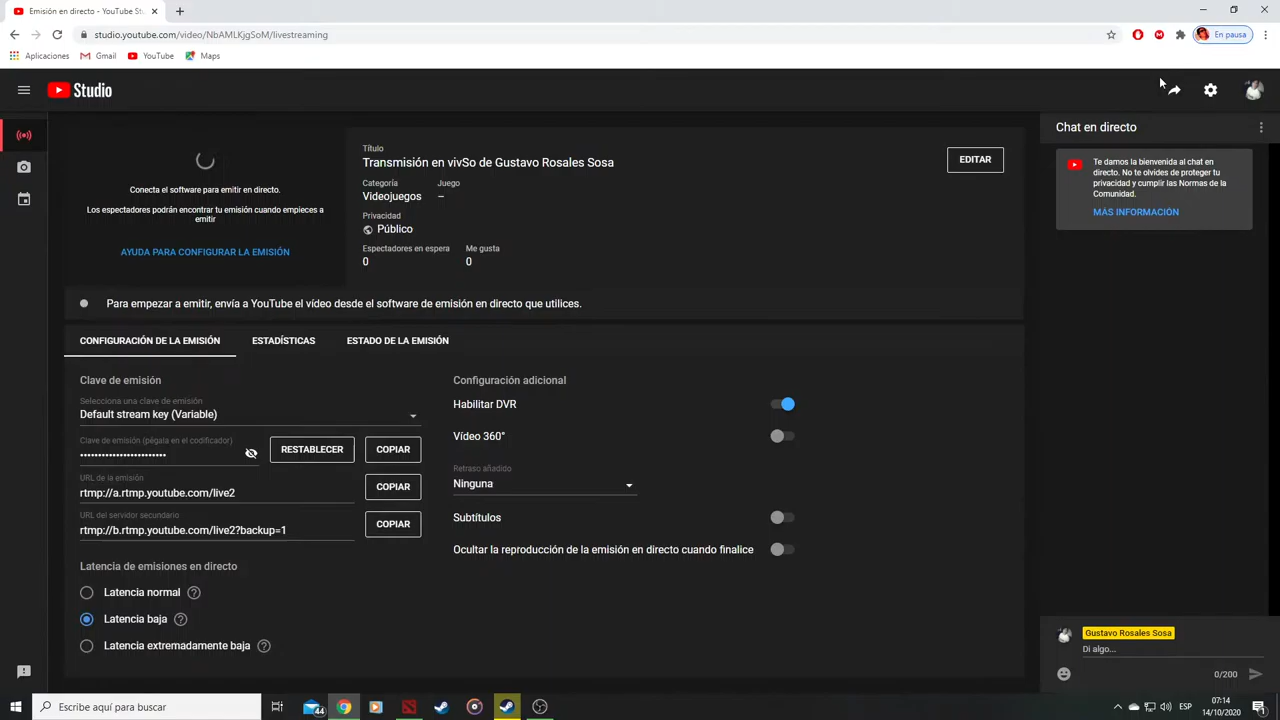 Emisión en directo - YouTube Stu
studio.youtube.com/video/NbAMLKjgSoM/livestreaming
En pausa
Aplicaciones
Gmail
YouTube
Maps
Studio
Conecta el software para emitir en directo.
Los espectadores podrán encontrar tu emisión cuando empieces a
emitir
AYUDA PARA CONFIGURAR LA EMISIÓN
Título
Transmisión en vivSo de Gustavo Rosales Sosa
EDITAR
Categoría
Juego
Videojuegos
–
Privacidad
Público
Espectadores en espera
Me gusta
0
0
Chat en directo
Te damos la bienvenida al chat en
directo. No te olvides de proteger tu
privacidad y cumplir las Normas de la
Comunidad.
MÁS INFORMACIÓN
Para empezar a emitir, envía a YouTube el vídeo desde el software de emisión en directo que utilices.
CONFIGURACIÓN DE LA EMISIÓN
ESTADÍSTICAS
ESTADO DE LA EMISIÓN
Clave de emisión
Selecciona una clave de emisión
Default stream key (Variable)
Clave de emisión (pégala en el codificador)
••••••••••••••••••••••••
RESTABLECER
COPIAR
URL de la emisión
rtmp://a.rtmp.youtube.com/live2
COPIAR
URL del servidor secundario
rtmp://b.rtmp.youtube.com/live2?backup=1
COPIAR
Latencia de emisiones en directo
Latencia normal
Latencia baja
Latencia extremadamente baja
Configuración adicional
Habilitar DVR
Vídeo 360°
Retraso añadido
Ninguna
Subtítulos
Ocultar la reproducción de la emisión en directo cuando finalice
Gustavo Rosales Sosa
Di algo...
0/200
Escribe aquí para buscar
44
ESP
07:14
14/10/2020
1